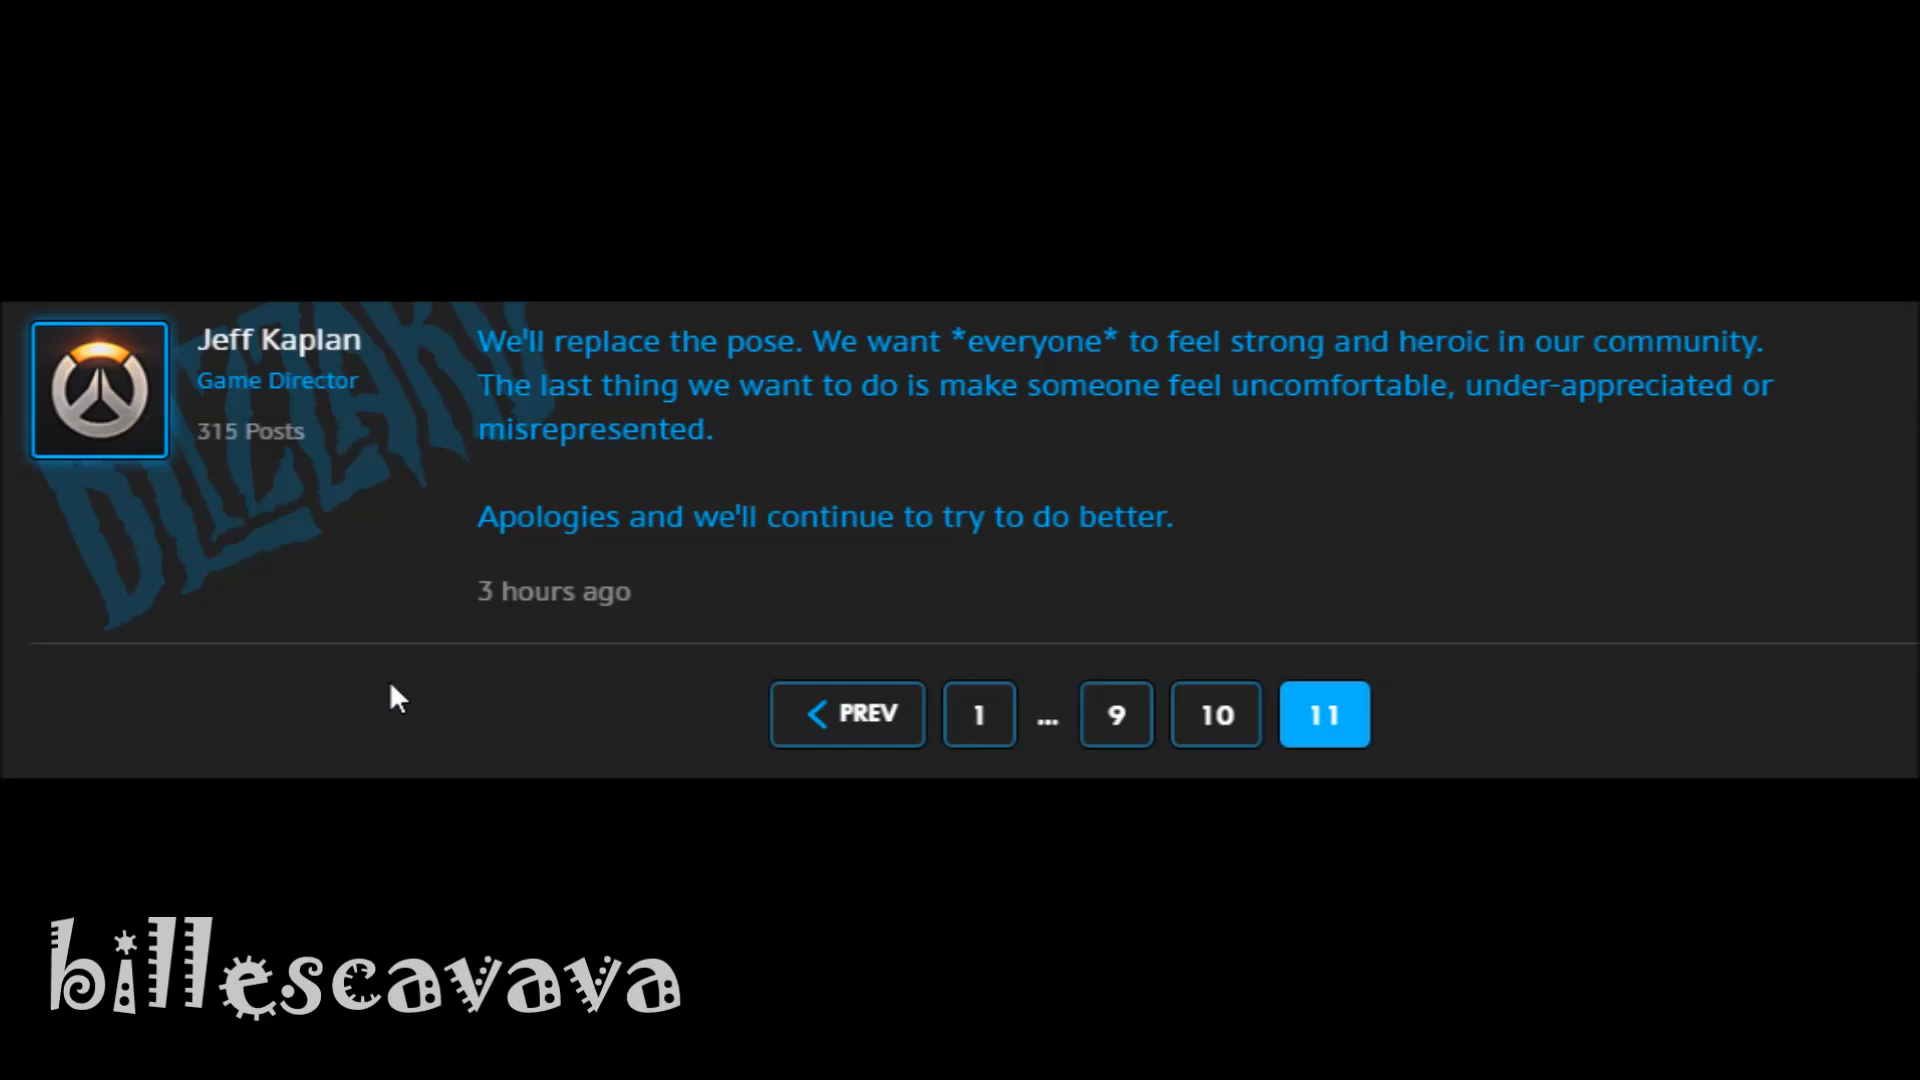 BLIZZARD
Jeff Kaplan
Game Director
315 Posts
We'll replace the pose. We want *everyone* to feel strong and heroic in our community.
The last thing we want to do is make someone feel uncomfortable, under-appreciated or
misrepresented.
Apologies and we'll continue to try to do better.
3 hours ago
PREV 1 ... 9 10 11
billescavava